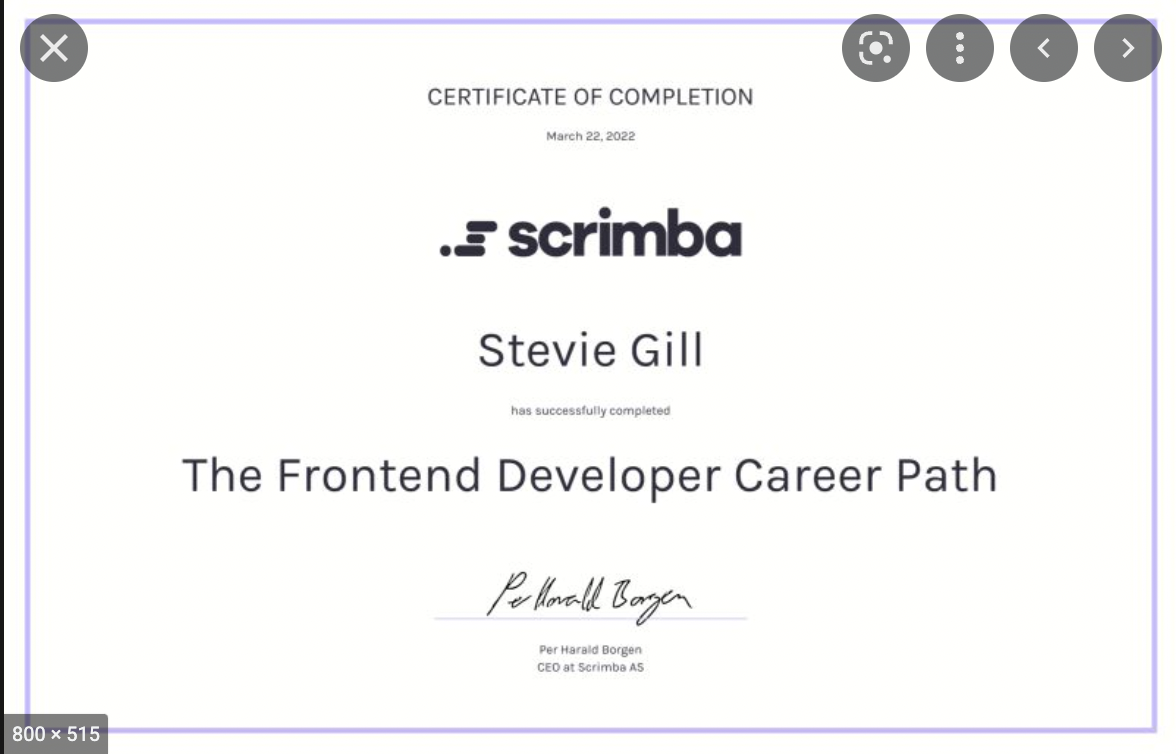 CERTIFICATE OF COMPLETION
March 22, 2022
scrimba
Stevie Gill
has successfully completed
The Frontend Developer Career Path
Per Harald Borgen
Per Harald Borgen
CEO at Scrimba AS
800 × 515